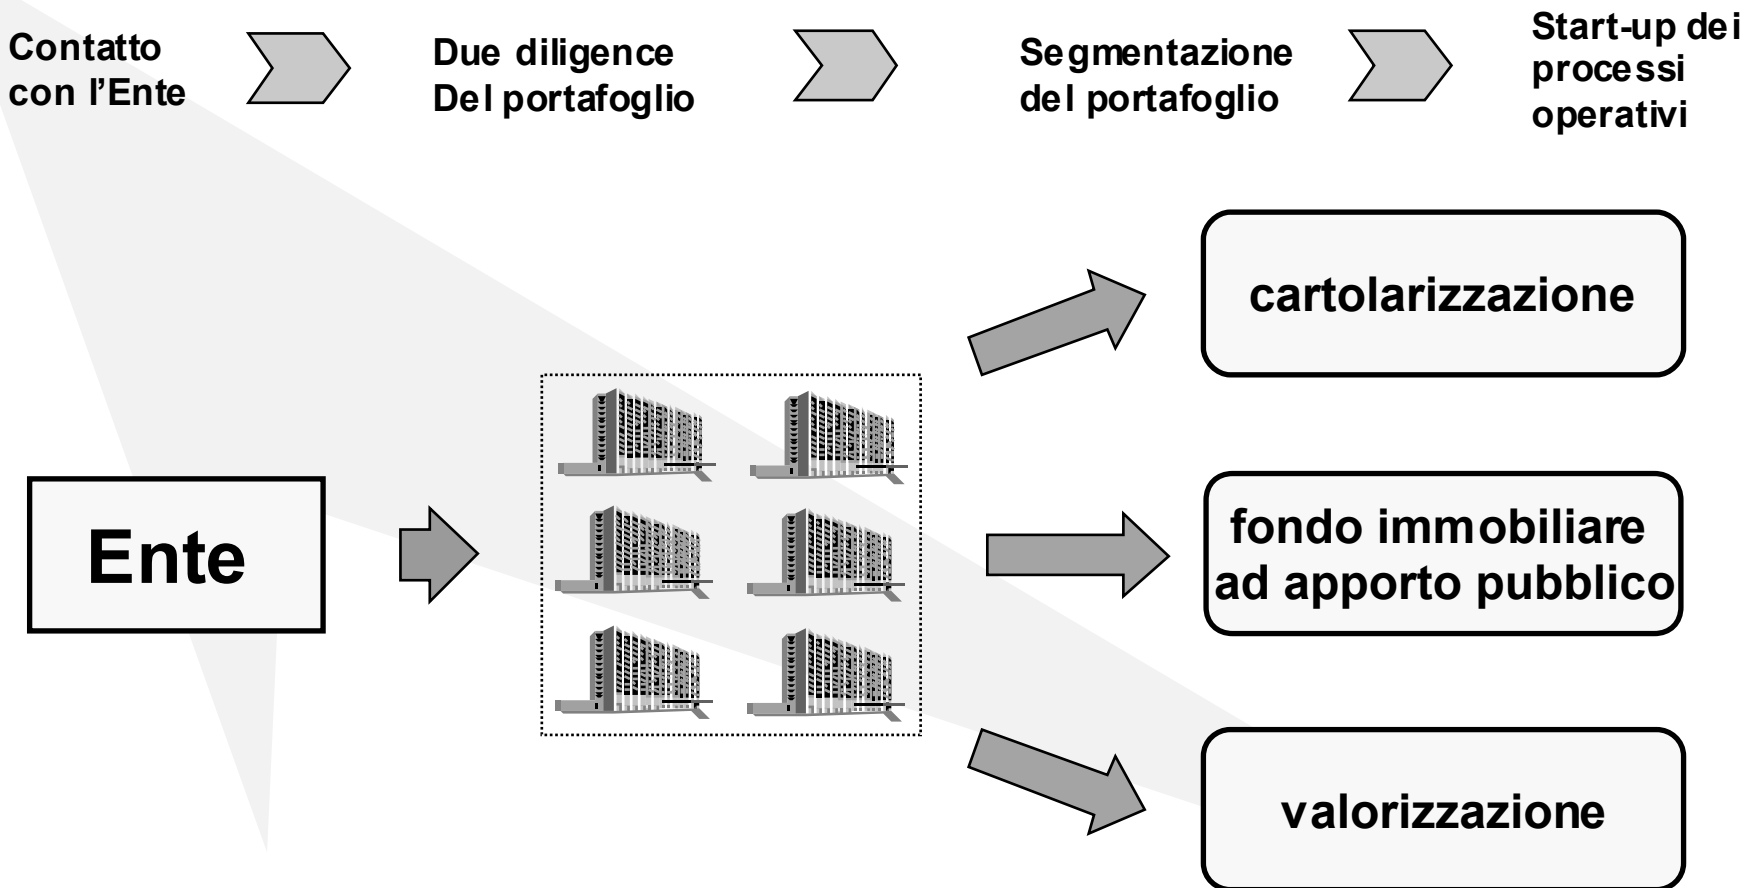 Contatto
con l'Ente
Due diligence
Del portafoglio
Segmentazione
del portafoglio
Start-up dei
processi
operativi
cartolarizzazione
Ente
fondo immobiliare
ad apporto pubblico
valorizzazione